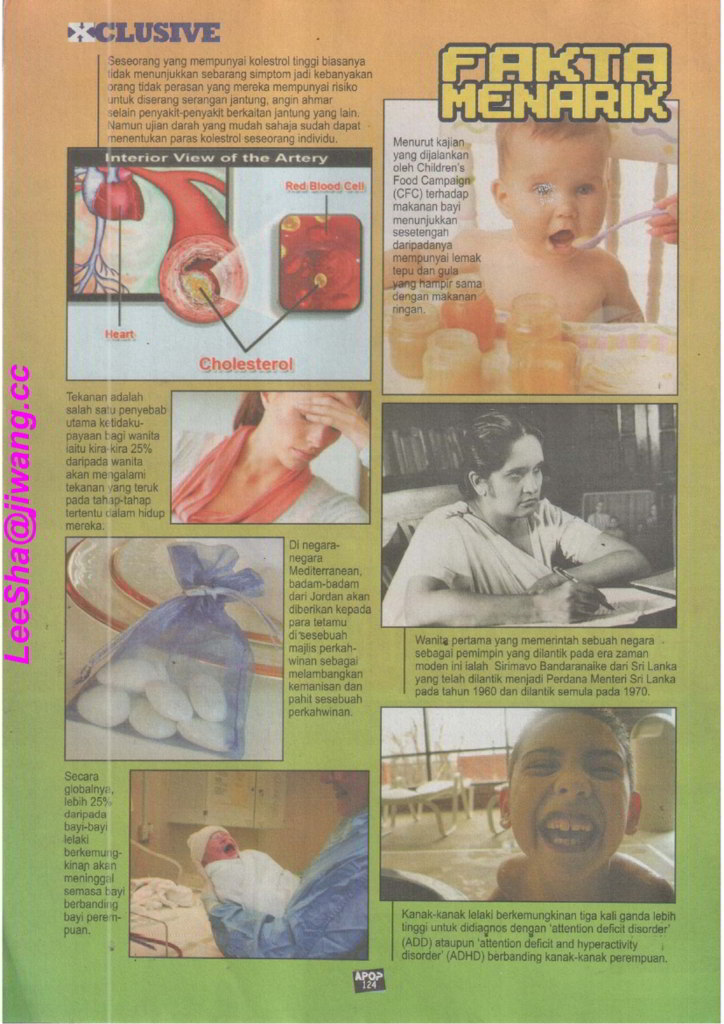 XCLUSIVE
Seseorang yang mempunyai kolestrol tinggi biasanya
tidak menunjukkan sebarang simptom jadi kebanyakan
orang tidak perasan yang mereka mempunyai risiko
untuk diserang serangan jantung, angin ahmar
selain penyakit-penyakit berkaitan jantung yang lain.
Namun ujian darah yang mudah sahaja sudah dapat
menentukan paras kolestrol seseorang individu.
Interior View of the Artery
Red Blood Cell
Heart
Cholesterol
FAKTA
MENARIK
Menurut kajian
yang dijalankan
oleh Children's
Food Campaign
(CFC) terhadap
makanan bayi
menunjukkan
sesetengah
daripadanya
mempunyai lemak
tepu dan gula
yang hampir sama
dengan makanan
ringan.
Tekanan adalah
salah satu penyebab
utama ketidaku-
payaan bagi wanita
iaitu kira-kira 25%
daripada wanita
akan mengalami
tekanan yang teruk
pada tahap-tahap
tertentu dalam hidup
mereka.
Di negara-
negara
Mediterranean,
badam-badam
dari Jordan akan
diberikan kepada
para tetamu
di sesebuah
majlis perkah-
winan sebagai
melambangkan
kemanisan dan
pahit sesebuah
perkahwinan.
Wanita pertama yang memerintah sebuah negara
sebagai pemimpin yang dilantik pada era zaman
moden ini ialah Sirimavo Bandaranaike dari Sri Lanka
yang telah dilantik menjadi Perdana Menteri Sri Lanka
pada tahun 1960 dan dilantik semula pada 1970.
Secara
globalnya,
lebih 25%
daripada
bayi-bayi
lelaki
berkemung-
kinan akan
meninggal
semasa bayi
berbanding
bayi perem-
puan.
Kanak-kanak lelaki berkemungkinan tiga kali ganda lebih
tinggi untuk didiagnos dengan 'attention deficit disorder'
(ADD) ataupun 'attention deficit and hyperactivity
disorder' (ADHD) berbanding kanak-kanak perempuan.
APOP
124
LeeSha@jiwang.cc